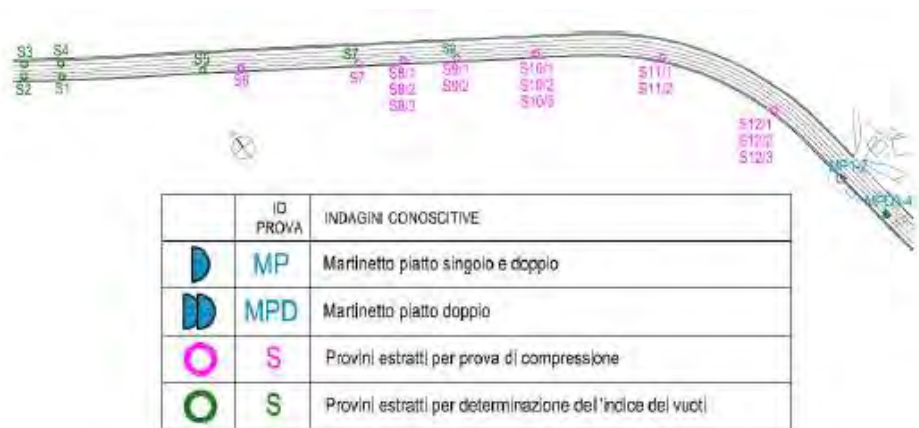 S3 S4
S2 S1
S5
S6
S7
S7
S8/1
S8/2
S8/3
S9
S9/1
S9/2
S10/1
S10/2
S10/3
S11/1
S11/2
S12/1
S12/2
S12/3
MP1-2
MPD3-4
ID PROVA
INDAGINI CONOSCITIVE
MP Martinetto piatto singolo e doppio
MPD Martinetto piatto doppio
S Provini estratti per prova di compressione
S Provini estratti per determinazione dell'indice dei vuoti